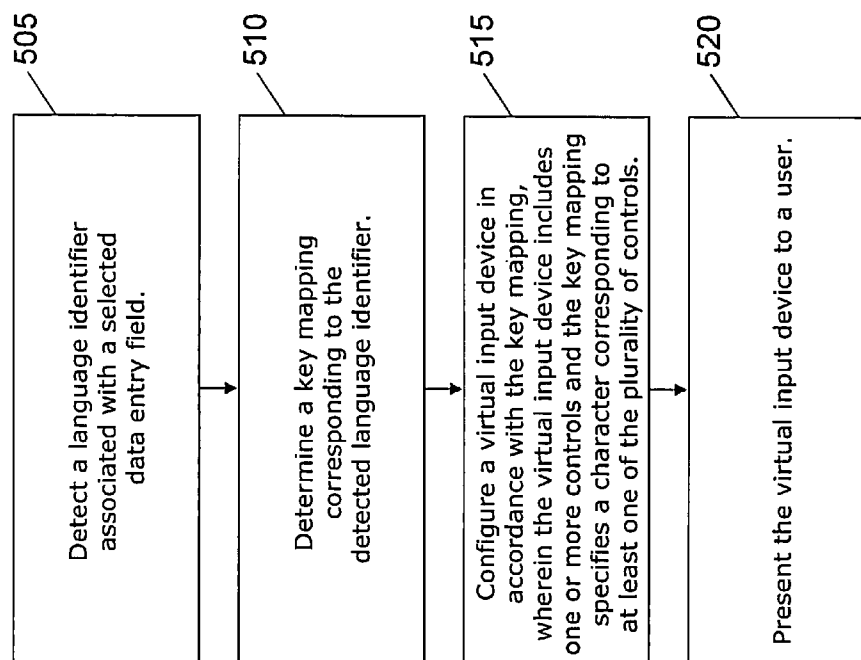 505
Detect a language identifier
associated with a selected
data entry field.
510
Determine a key mapping
corresponding to the
detected language identifier.
515
Configure a virtual input device in
accordance with the key mapping,
wherein the virtual input device includes
one or more controls and the key mapping
specifies a character corresponding to
at least one of the plurality of controls.
520
Present the virtual input device to a user.